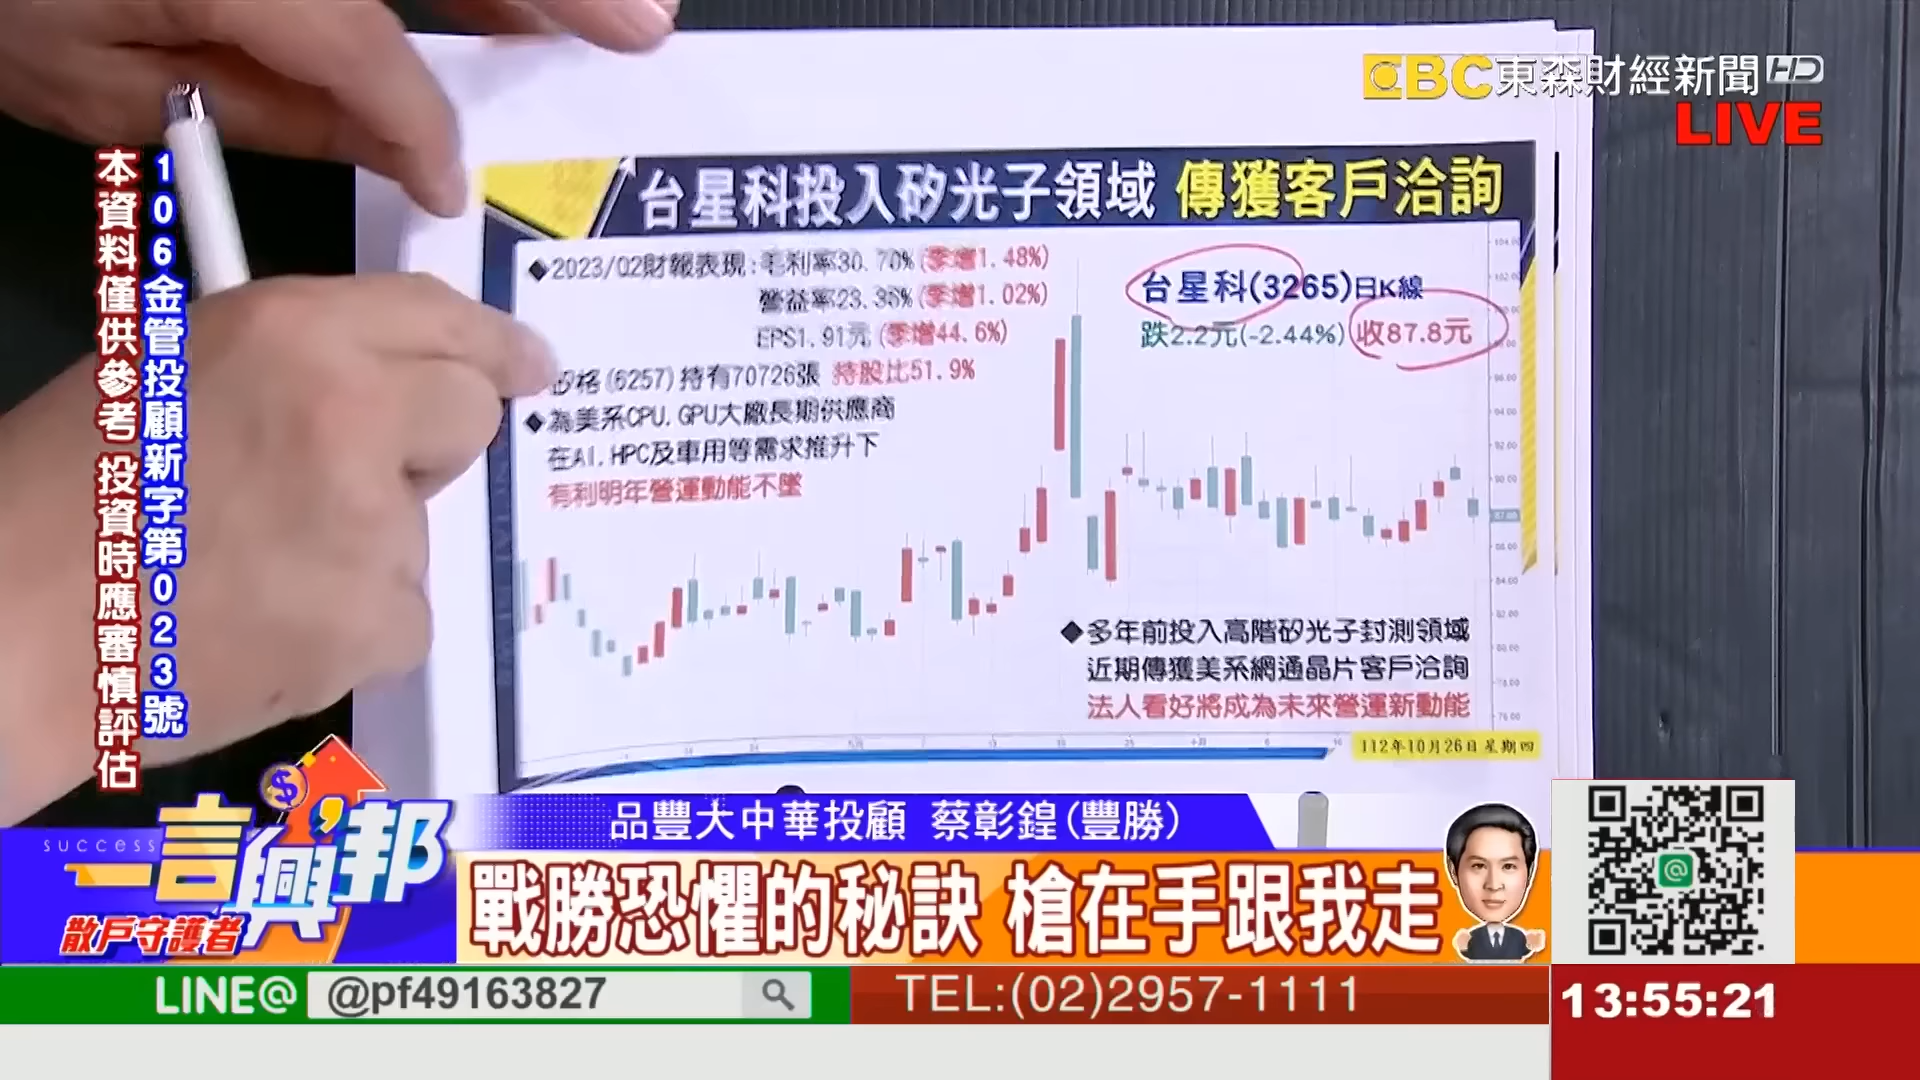 EBC東森財經新聞HD
LIVE
106金管投顧新字第023號
本資料僅供參考 投資時應審慎評估
台星科投入矽光子領域 傳獲客戶洽詢
◆2023/Q2財報表現:毛利率30.70%(季增1.48%)
營益率23.36%(季增1.02%)
EPS1.91元(季增44.6%)
矽格(6257)持有70726張 持股比51.9%
◆為美系CPU.GPU大廠長期供應商
在AI.HPC及車用等需求推升下
有利明年營運動能不墜
台星科(3265)日K線
跌2.2元(-2.44%)收87.8元
◆多年前投入高階矽光子封測領域
近期傳獲美系網通晶片客戶洽詢
法人看好將成為未來營運新動能
112年10月26日星期四
success
一言興邦
散戶守護者
品豐大中華投顧 蔡彰鍠(豐勝)
戰勝恐懼的秘訣 槍在手跟我走
LINE@ @pf49163827
TEL:(02)2957-1111
13:55:21